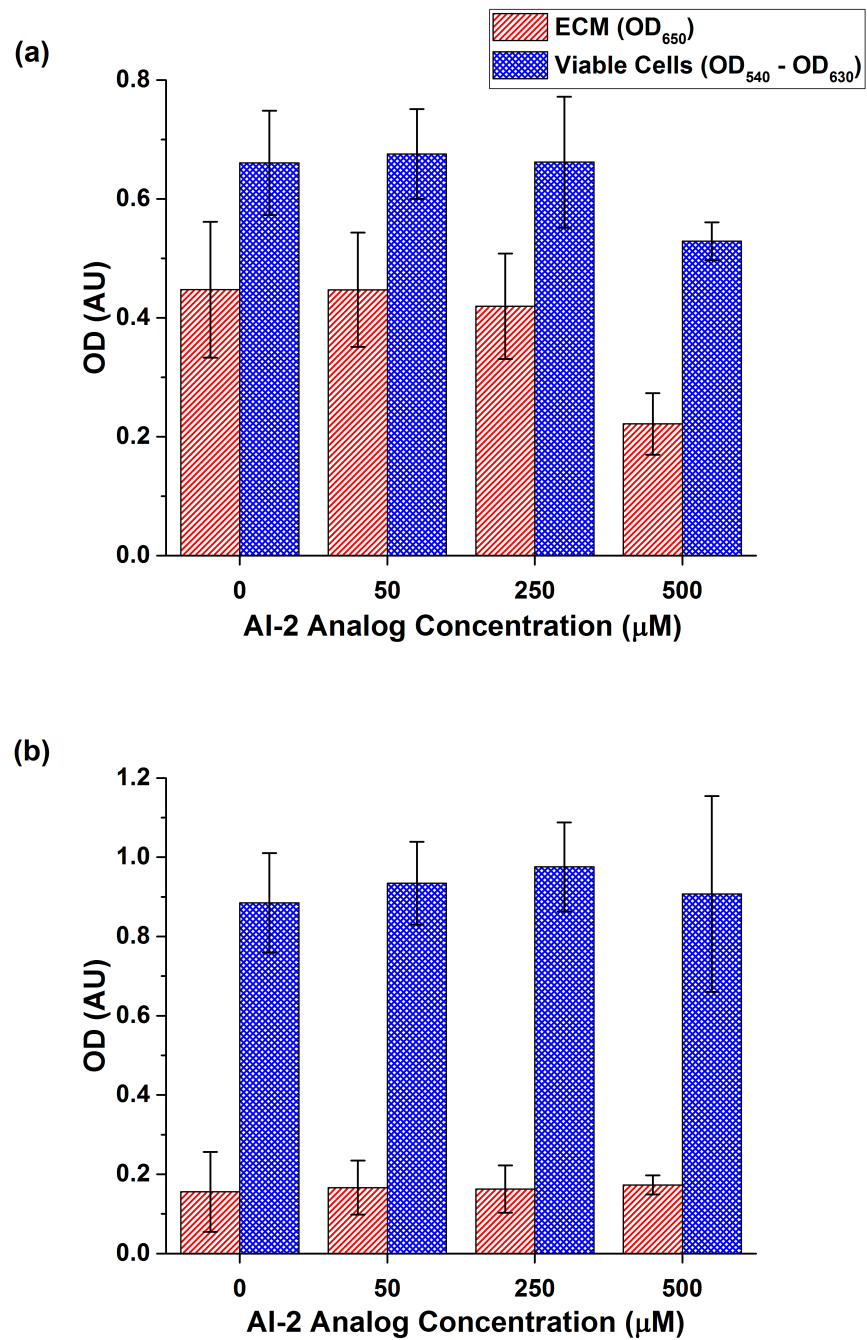 ECM (OD650)
(a)
Viable Cells (OD540 - OD630)
0.8
0.6
0.4
0.2
0.0
OD (AU)
0 50 250 500
AI-2 Analog Concentration (μM)
(b)
1.2
1.0
0.8
0.6
0.4
0.2
0.0
OD (AU)
0 50 250 500
AI-2 Analog Concentration (μM)